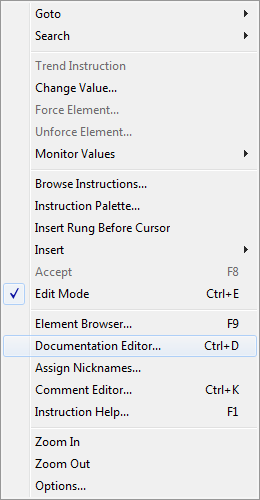 Goto
Search
Trend Instruction
Change Value...
Force Element...
Unforce Element...
Monitor Values
Browse Instructions...
Instruction Palette...
Insert Rung Before Cursor
Insert
Accept F8
Edit Mode Ctrl+E
Element Browser... F9
Documentation Editor... Ctrl+D
Assign Nicknames...
Comment Editor... Ctrl+K
Instruction Help... F1
Zoom In
Zoom Out
Options...